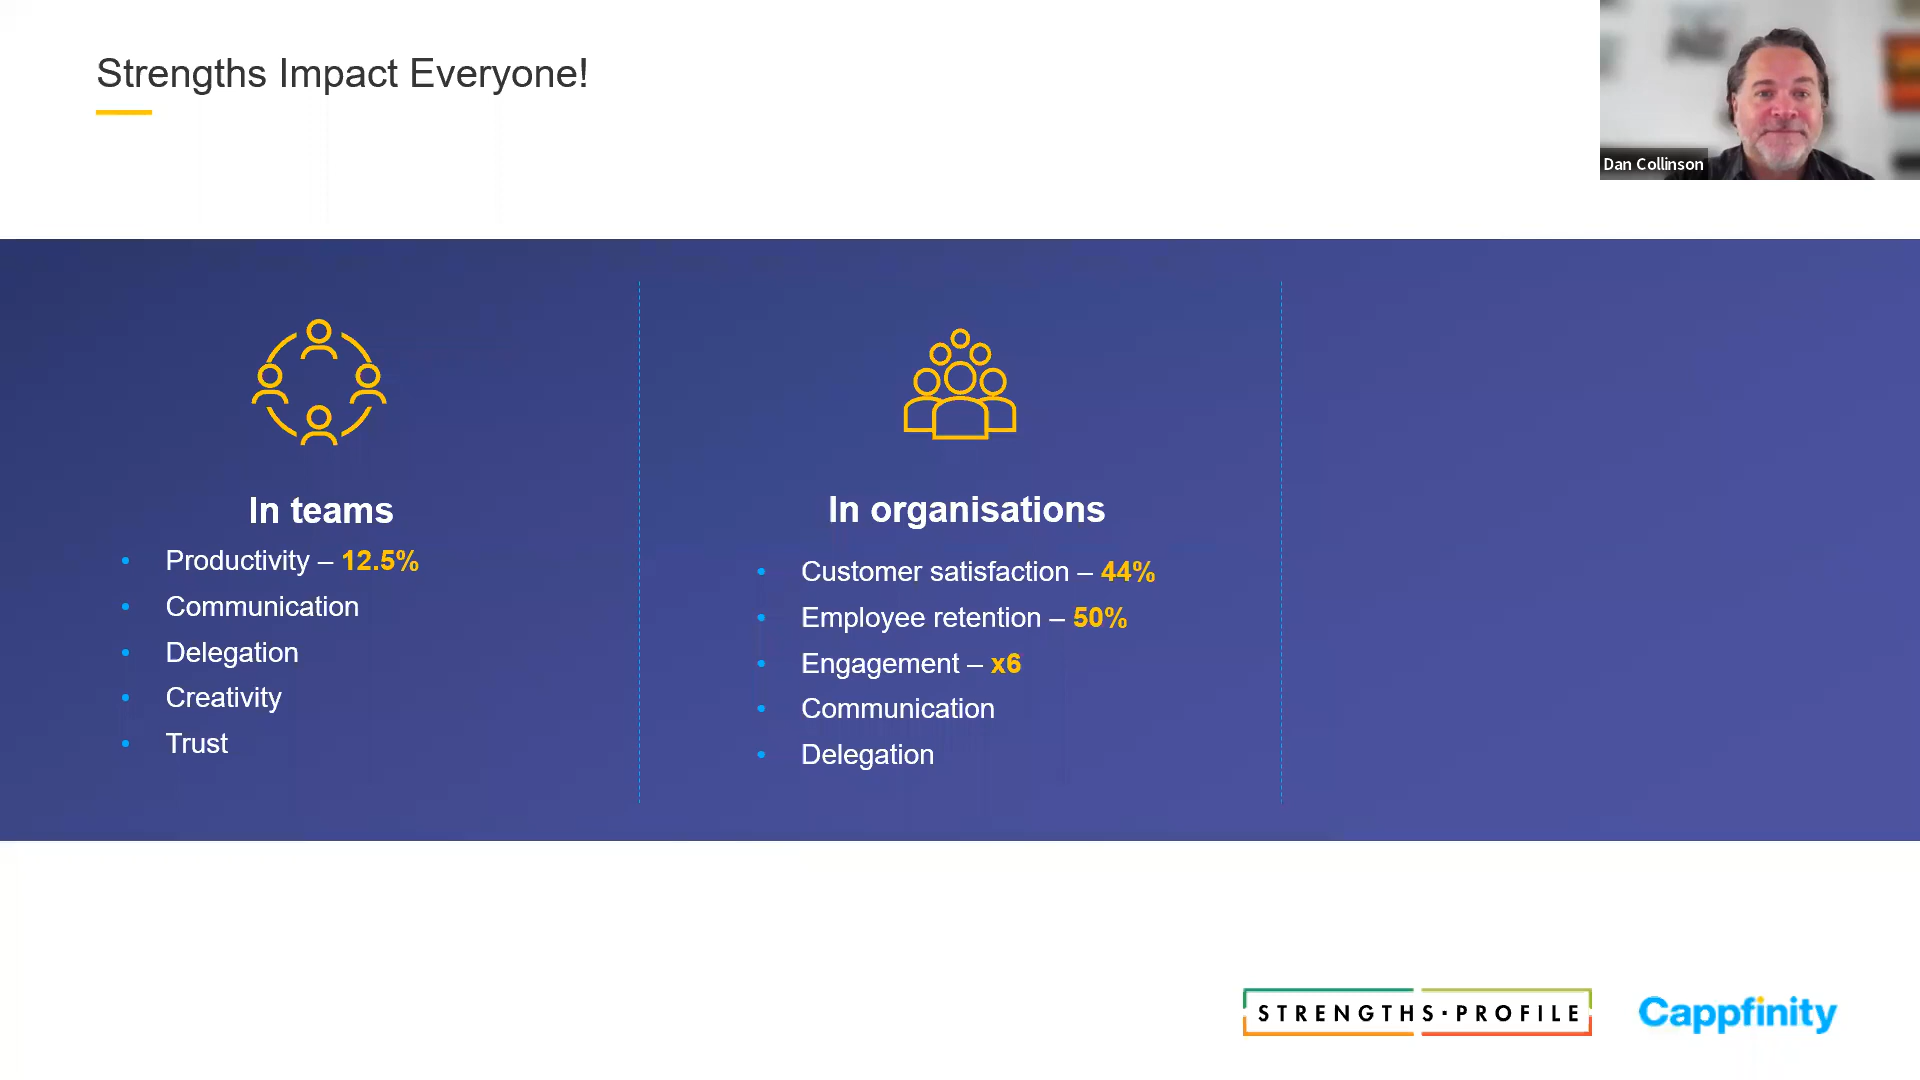 Strengths Impact Everyone!
Dan Collinson
In teams
• Productivity – 12.5%
• Communication
• Delegation
• Creativity
• Trust
In organisations
• Customer satisfaction – 44%
• Employee retention – 50%
• Engagement – x6
• Communication
• Delegation
STRENGTHS·PROFILE
Cappfinity